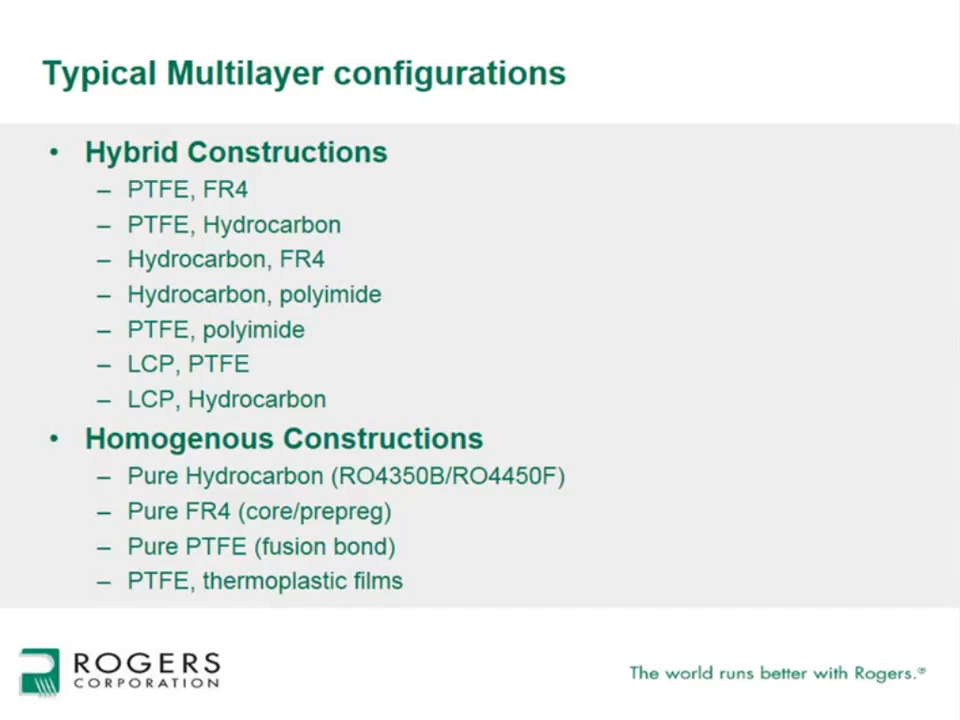 Typical Multilayer configurations
• Hybrid Constructions
– PTFE, FR4
– PTFE, Hydrocarbon
– Hydrocarbon, FR4
– Hydrocarbon, polyimide
– PTFE, polyimide
– LCP, PTFE
– LCP, Hydrocarbon
• Homogenous Constructions
– Pure Hydrocarbon (RO4350B/RO4450F)
– Pure FR4 (core/prepreg)
– Pure PTFE (fusion bond)
– PTFE, thermoplastic films
ROGERS
CORPORATION
The world runs better with Rogers.®